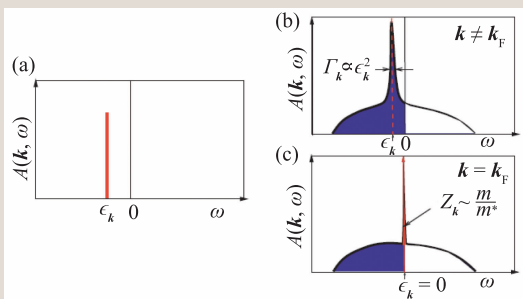 (a)
A(k, ω)
ϵk 0 ω
(b)
k ≠ kF
Γk ∝ ϵk²
A(k, ω)
ϵk 0 ω
(c)
k = kF
Zk ~ m/m*
A(k, ω)
ϵk = 0 ω